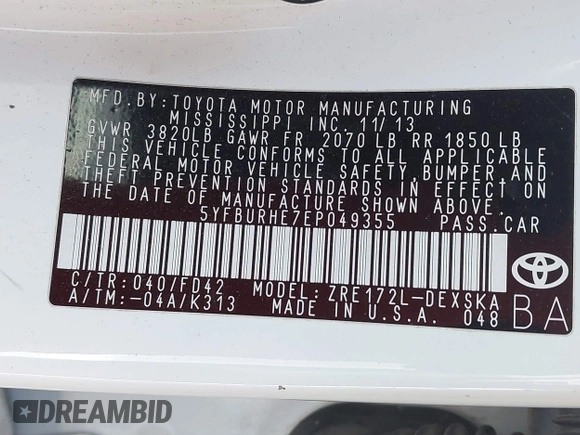 MFD. BY: TOYOTA MOTOR MANUFACTURING
MISSISSIPPI INC. 11/13
GVWR 3820LB GAWR FR 2070 LB RR 1850 LB
THIS VEHICLE CONFORMS TO ALL APPLICABLE
FEDERAL MOTOR VEHICLE SAFETY, BUMPER, AND
THEFT PREVENTION STANDARDS IN EFFECT ON
THE DATE OF MANUFACTURE SHOWN ABOVE.
5YFBURHE7EP049355 PASS. CAR
C/TR: 040/FD42 MODEL: ZRE172L-DEXSKA
A/TM: -04A/K313 MADE IN U.S.A. 048
BA
DREAMBID